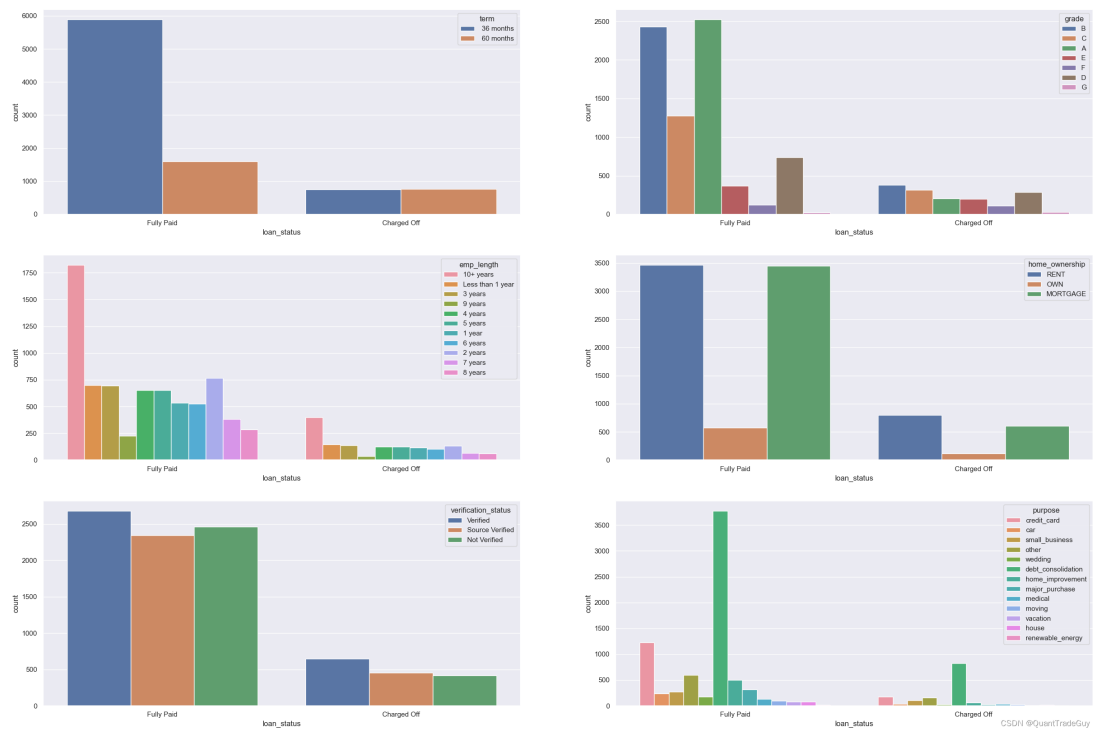 term
36 months
60 months
6000
5000
4000
3000
2000
1000
0
count
Fully Paid
Charged Off
loan_status
grade
B
C
A
E
F
D
G
2500
2000
1500
1000
500
0
count
Fully Paid
Charged Off
loan_status
emp_length
10+ years
Less than 1 year
3 years
9 years
4 years
5 years
1 year
6 years
2 years
7 years
8 years
1750
1500
1250
1000
750
500
250
0
count
Fully Paid
Charged Off
loan_status
home_ownership
RENT
OWN
MORTGAGE
3500
3000
2500
2000
1500
1000
500
0
count
Fully Paid
Charged Off
loan_status
verification_status
Verified
Source Verified
Not Verified
2500
2000
1500
1000
500
0
count
Fully Paid
Charged Off
loan_status
purpose
credit_card
car
small_business
other
wedding
debt_consolidation
home_improvement
major_purchase
medical
moving
vacation
house
renewable_energy
3500
3000
2500
2000
1500
1000
500
0
count
Fully Paid
Charged Off
loan_status
CSDN @QuantTradeGuy